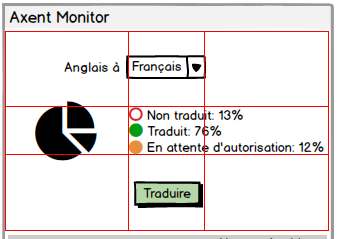 Axent Monitor
Anglais à Français
Non traduit: 13%
Traduit: 76%
En attente d'autorisation: 12%
Traduire